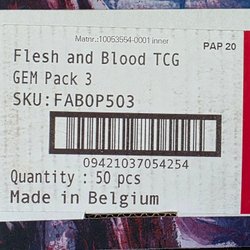 Matnr.:10053554-0001 inner
PAP 20
Flesh and Blood TCG
GEM Pack 3
SKU:FABOP503
09421037054254
Quantity : 50 pcs
Made in Belgium